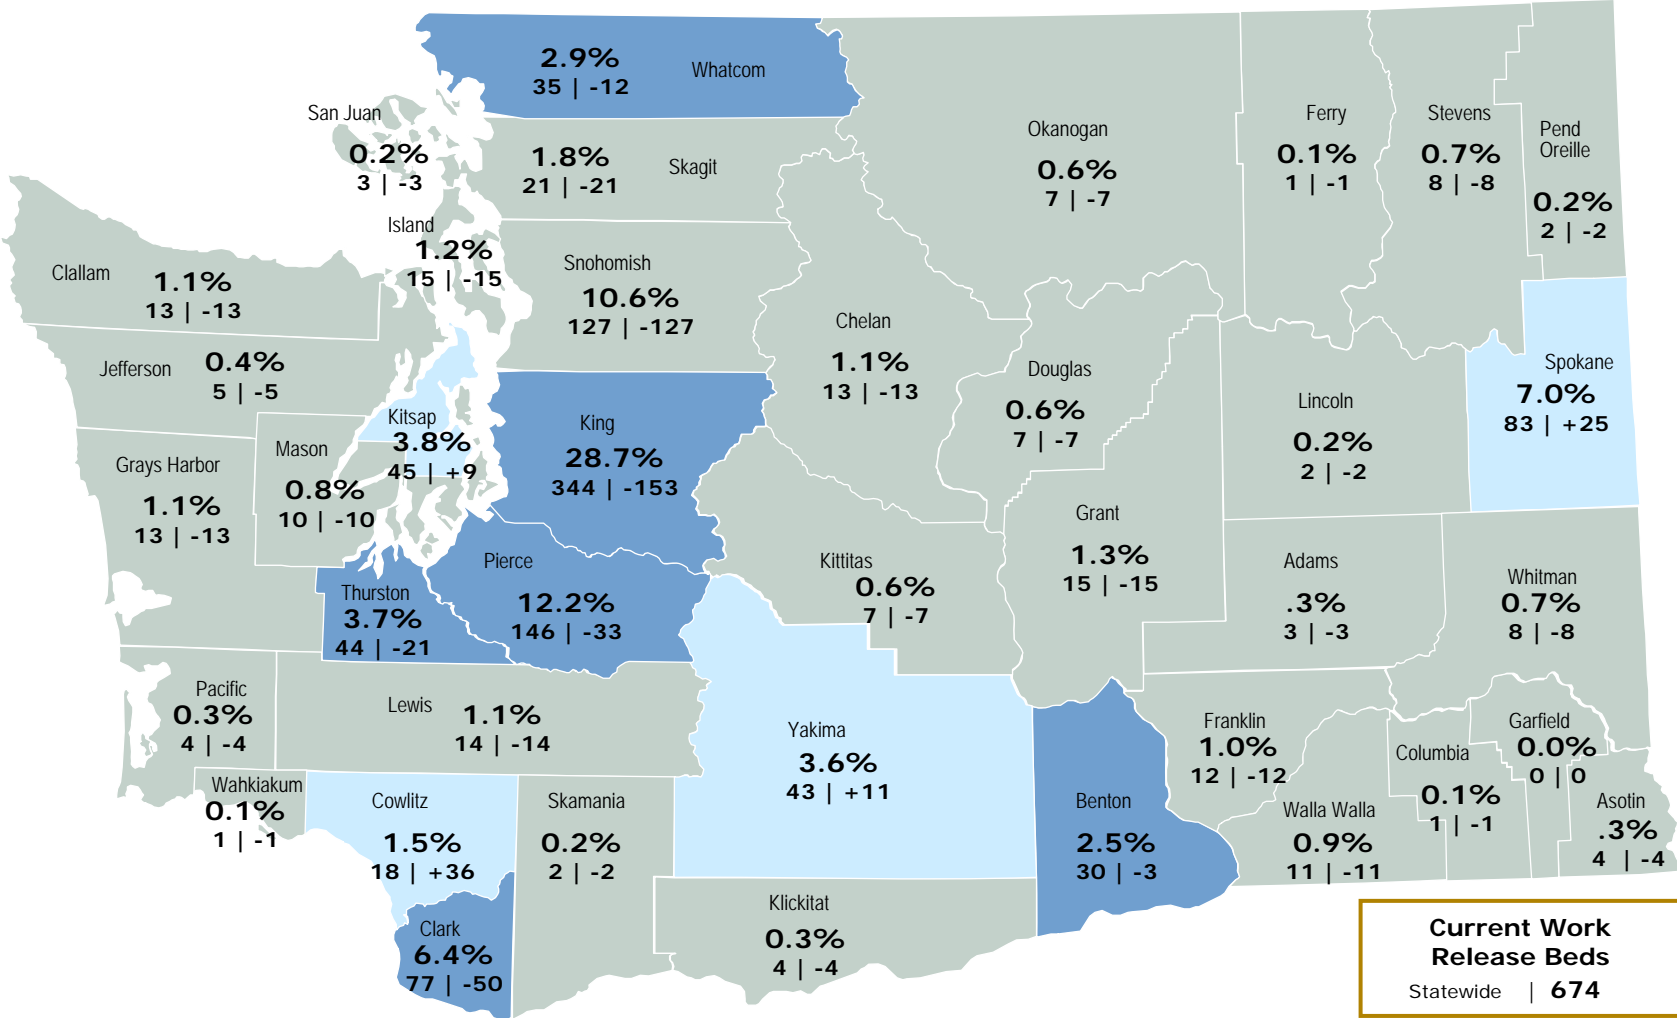 2.9%
35 | -12
Whatcom
San Juan
0.2%
3 | -3
1.8%
21 | -21
Skagit
Okanogan
0.6%
7 | -7
Ferry
0.1%
1 | -1
Stevens
0.7%
8 | -8
Pend
Oreille
0.2%
2 | -2
Island
1.2%
15 | -15
Clallam
1.1%
13 | -13
Snohomish
10.6%
127 | -127
Chelan
1.1%
13 | -13
Jefferson
0.4%
5 | -5
Douglas
0.6%
7 | -7
Spokane
7.0%
83 | +25
Lincoln
0.2%
2 | -2
Kitsap
3.8%
45 | +9
King
28.7%
344 | -153
Mason
0.8%
10 | -10
Grays Harbor
1.1%
13 | -13
Grant
1.3%
15 | -15
Kittitas
0.6%
7 | -7
Pierce
12.2%
146 | -33
Thurston
3.7%
44 | -21
Adams
.3%
3 | -3
Whitman
0.7%
8 | -8
Pacific
0.3%
4 | -4
Lewis
1.1%
14 | -14
Yakima
3.6%
43 | +11
Franklin
1.0%
12 | -12
Garfield
0.0%
0 | 0
Columbia
0.1%
1 | -1
Wahkiakum
0.1%
1 | -1
Cowlitz
1.5%
18 | +36
Skamania
0.2%
2 | -2
Benton
2.5%
30 | -3
Walla Walla
0.9%
11 | -11
Asotin
.3%
4 | -4
Clark
6.4%
77 | -50
Klickitat
0.3%
4 | -4
Current Work
Release Beds
Statewide | 674